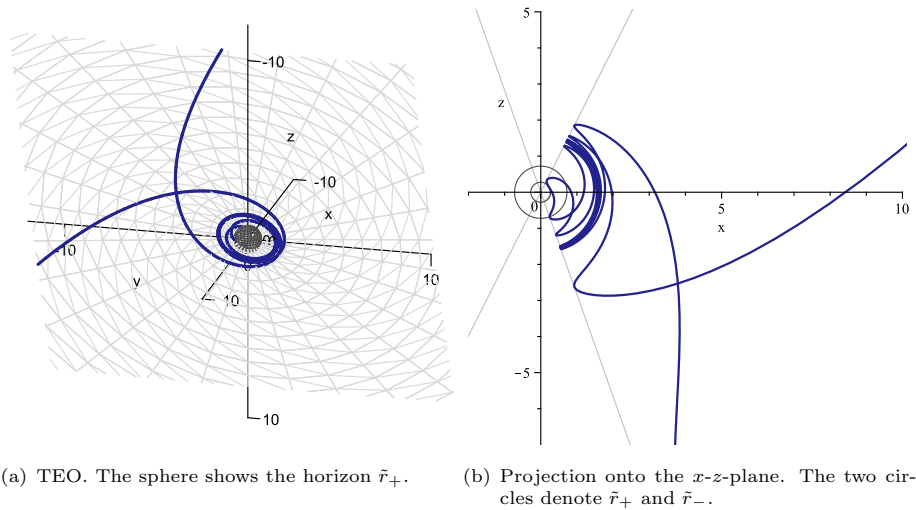 -10
z
-10
x
-10
y
10
10
10
(a) TEO. The sphere shows the horizon r̃₊.
5
z
0
5
10
x
−5
(b) Projection onto the x-z-plane. The two cir-
cles denote r̃₊ and r̃₋.